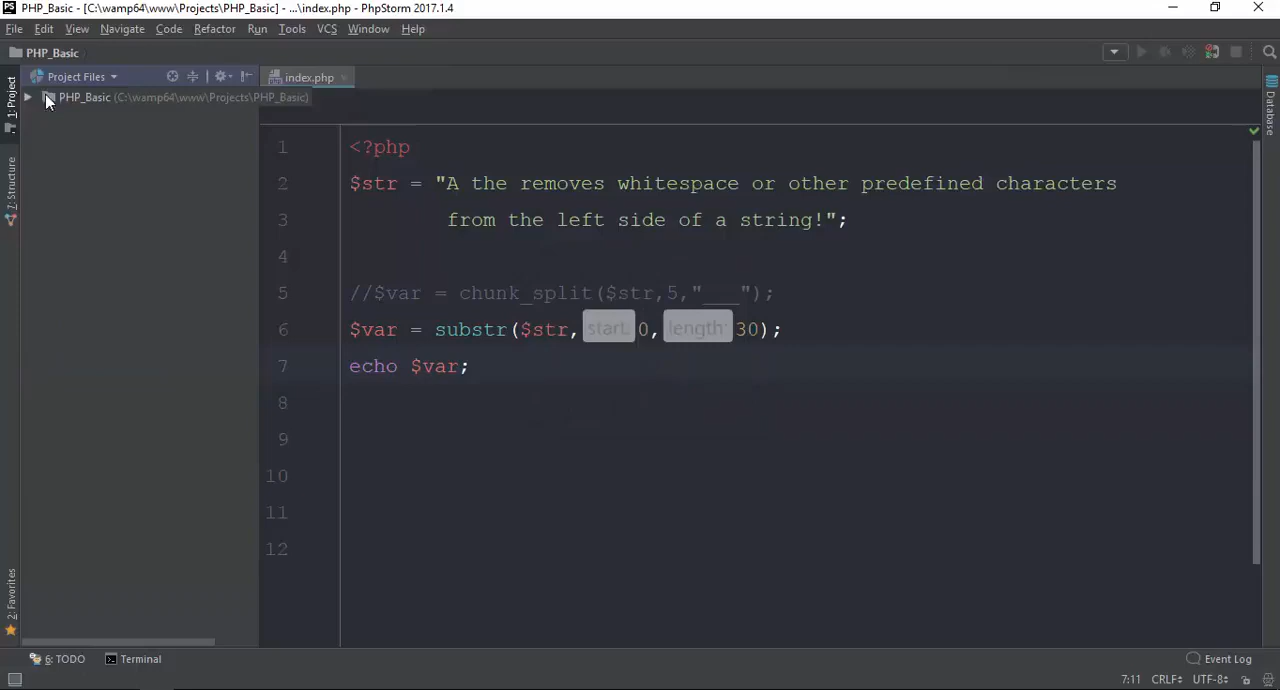 PS PHP_Basic - [C:\wamp64\www\Projects\PHP_Basic] - ...\index.php - PhpStorm 2017.1.4
File Edit View Navigate Code Refactor Run Tools VCS Window Help
PHP_Basic
Project Files
index.php
PHP_Basic (C:\wamp64\www\Projects\PHP_Basic)
1: Project
7: Structure
2: Favorites
Database
1 <?php
2 $str = "A the removes whitespace or other predefined characters
3 from the left side of a string!";
4
5 //$var = chunk_split($str,5,"___");
6 $var = substr($str, start: 0, length: 30);
7 echo $var;
8
9
10
11
12
6: TODO Terminal Event Log
7:11 CRLF UTF-8